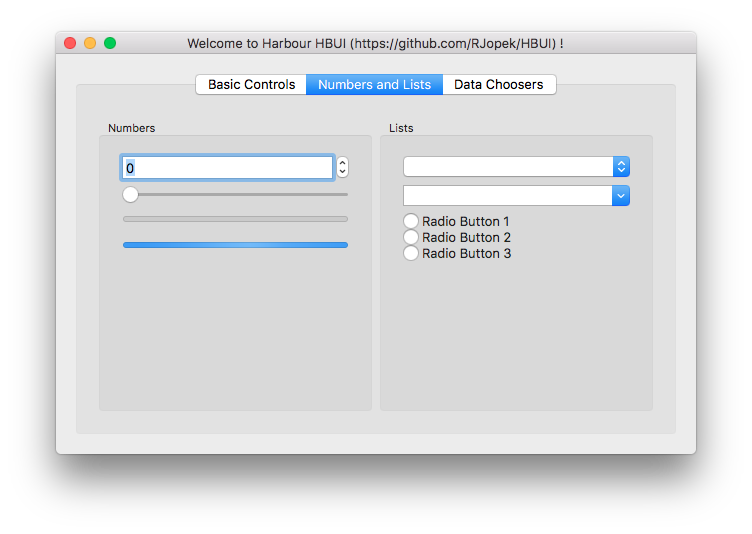 Welcome to Harbour HBUI (https://github.com/RJopek/HBUI) !
Basic Controls
Numbers and Lists
Data Choosers
Numbers
0
Lists
Radio Button 1
Radio Button 2
Radio Button 3